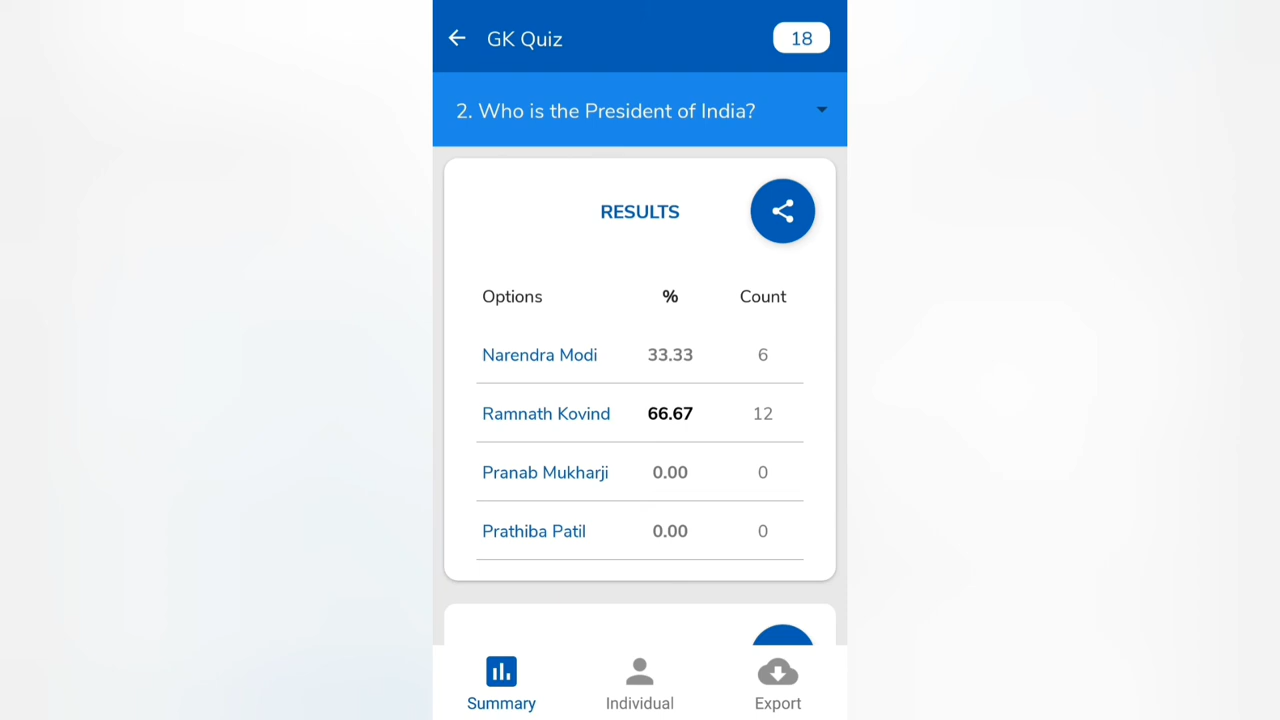 GK Quiz 18
2. Who is the President of India?
RESULTS
Options % Count
Narendra Modi 33.33 6
Ramnath Kovind 66.67 12
Pranab Mukharji 0.00 0
Prathiba Patil 0.00 0
Summary Individual Export